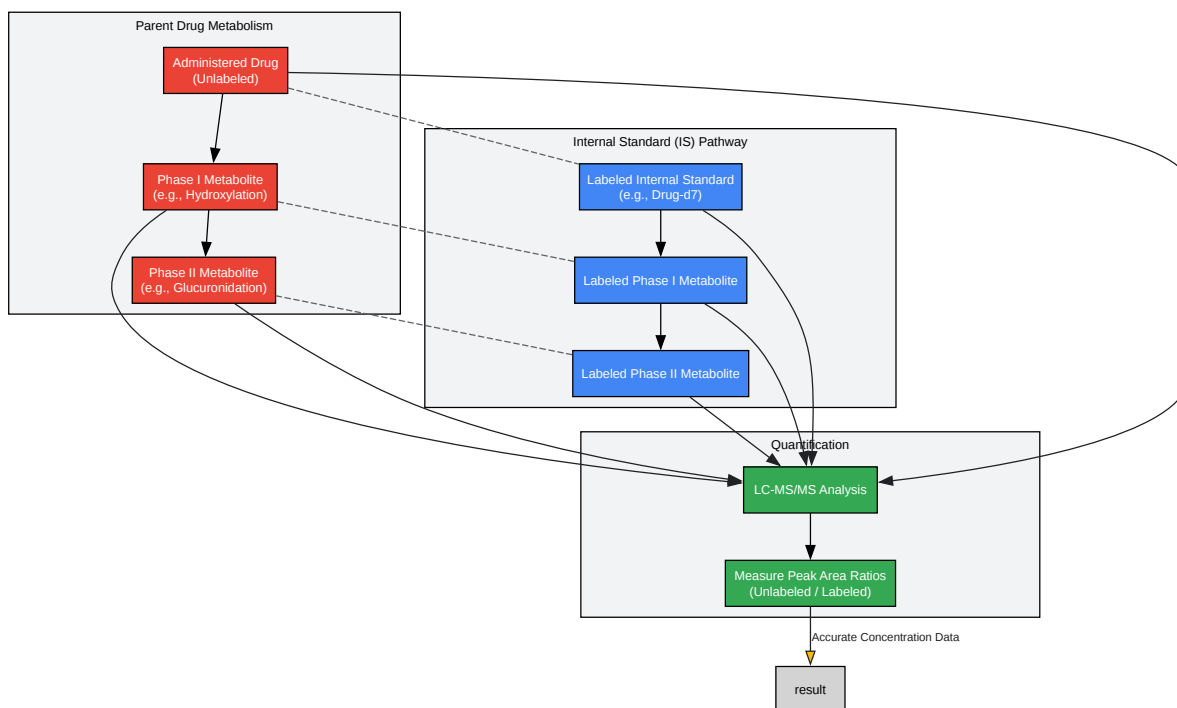 Parent Drug Metabolism
Administered Drug
(Unlabeled)
Phase I Metabolite
(e.g., Hydroxylation)
Phase II Metabolite
(e.g., Glucuronidation)
Internal Standard (IS) Pathway
Labeled Internal Standard
(e.g., Drug-d7)
Labeled Phase I Metabolite
Labeled Phase II Metabolite
Quantification
LC-MS/MS Analysis
Measure Peak Area Ratios
(Unlabeled / Labeled)
Accurate Concentration Data
result